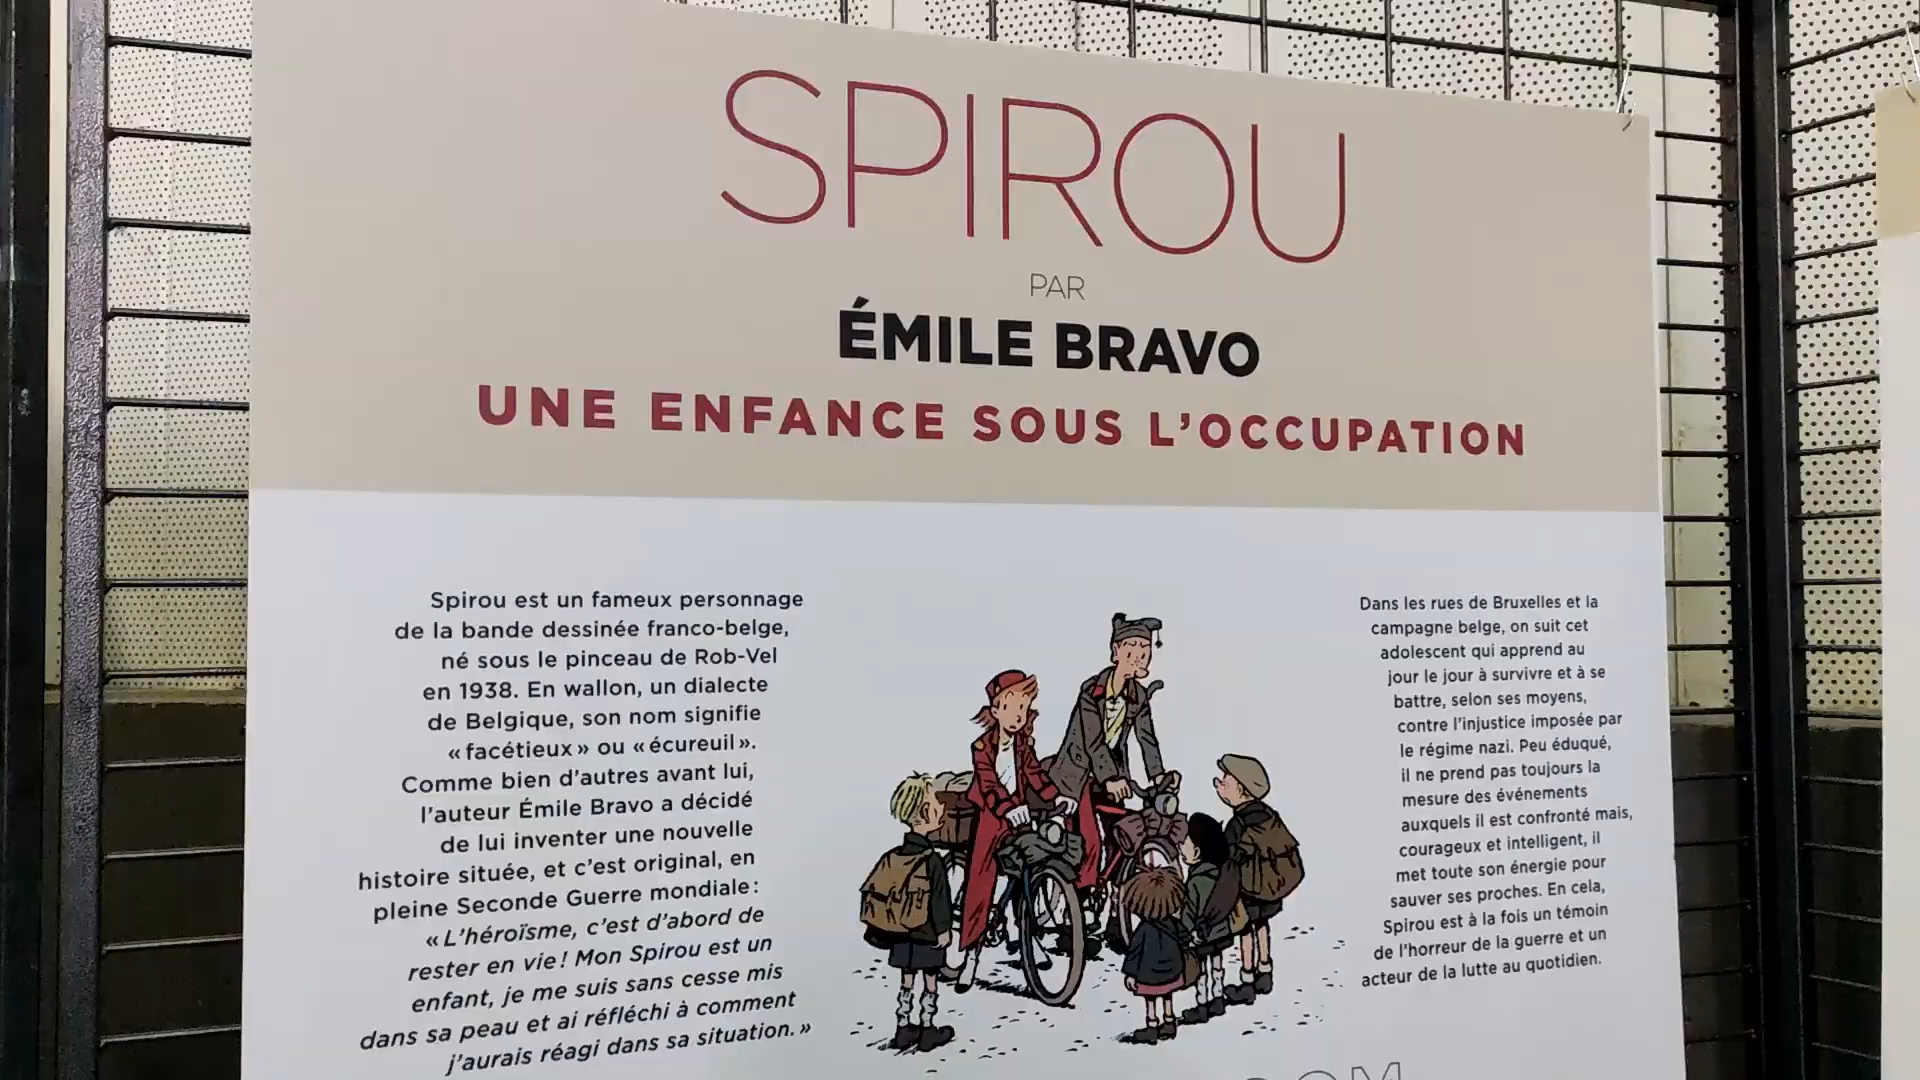 SPIROU
PAR
ÉMILE BRAVO
UNE ENFANCE SOUS L'OCCUPATION
Spirou est un fameux personnage
de la bande dessinée franco-belge,
né sous le pinceau de Rob-Vel
en 1938. En wallon, un dialecte
de Belgique, son nom signifie
« facétieux » ou « écureuil ».
Comme bien d'autres avant lui,
l'auteur Émile Bravo a décidé
de lui inventer une nouvelle
histoire située, et c'est original, en
pleine Seconde Guerre mondiale :
« L'héroïsme, c'est d'abord de
rester en vie ! Mon Spirou est un
enfant, je me suis sans cesse mis
dans sa peau et ai réfléchi à comment
j'aurais réagi dans sa situation. »
Dans les rues de Bruxelles et la
campagne belge, on suit cet
adolescent qui apprend au
jour le jour à survivre et à se
battre, selon ses moyens,
contre l'injustice imposée par
le régime nazi. Peu éduqué,
il ne prend pas toujours la
mesure des événements
auxquels il est confronté mais,
courageux et intelligent, il
met toute son énergie pour
sauver ses proches. En cela,
Spirou est à la fois un témoin
de l'horreur de la guerre et un
acteur de la lutte au quotidien.